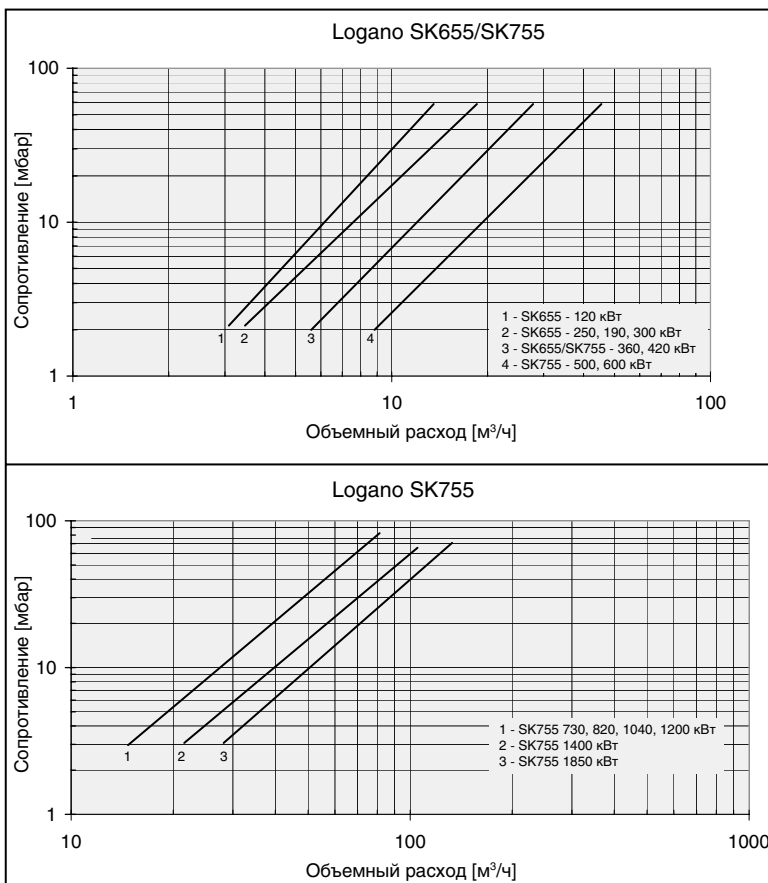 Logano SK655/SK755
100
10
1
Сопротивление [мбар]
1 2 3 4
1 - SK655 - 120 кВт
2 - SK655 - 250, 190, 300 кВт
3 - SK655/SK755 - 360, 420 кВт
4 - SK755 - 500, 600 кВт
1 10 100
Объемный расход [м³/ч]
Logano SK755
100
10
1
Сопротивление [мбар]
1 2 3
1 - SK755 730, 820, 1040, 1200 кВт
2 - SK755 1400 кВт
3 - SK755 1850 кВт
10 100 1000
Объемный расход [м³/ч]